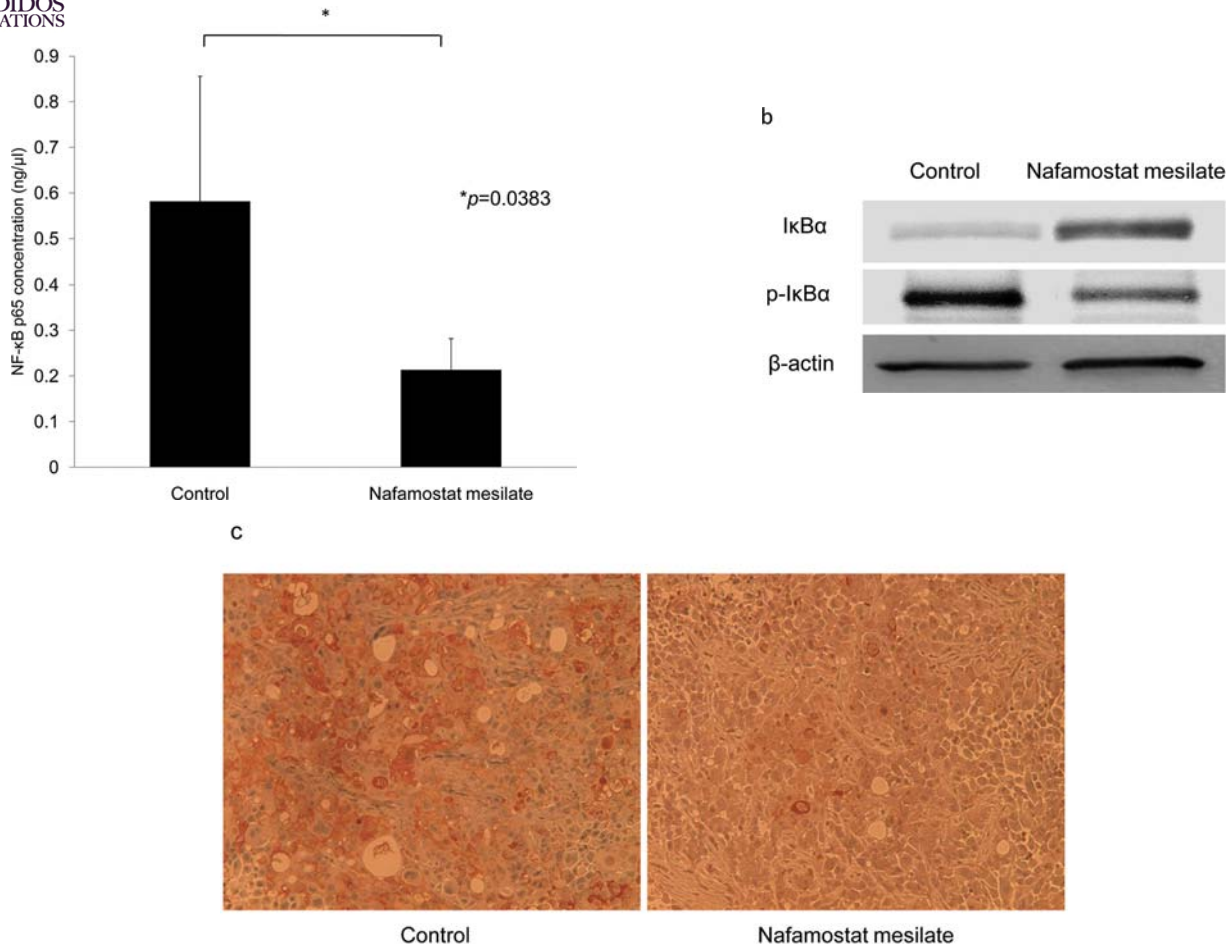 *
0.9
0.8
0.7
0.6
0.5
0.4
0.3
0.2
0.1
0
NF-κB p65 concentration (ng/μl)
*p=0.0383
Control
Nafamostat mesilate
b
Control
Nafamostat mesilate
IκBα
p-IκBα
β-actin
c
Control
Nafamostat mesilate